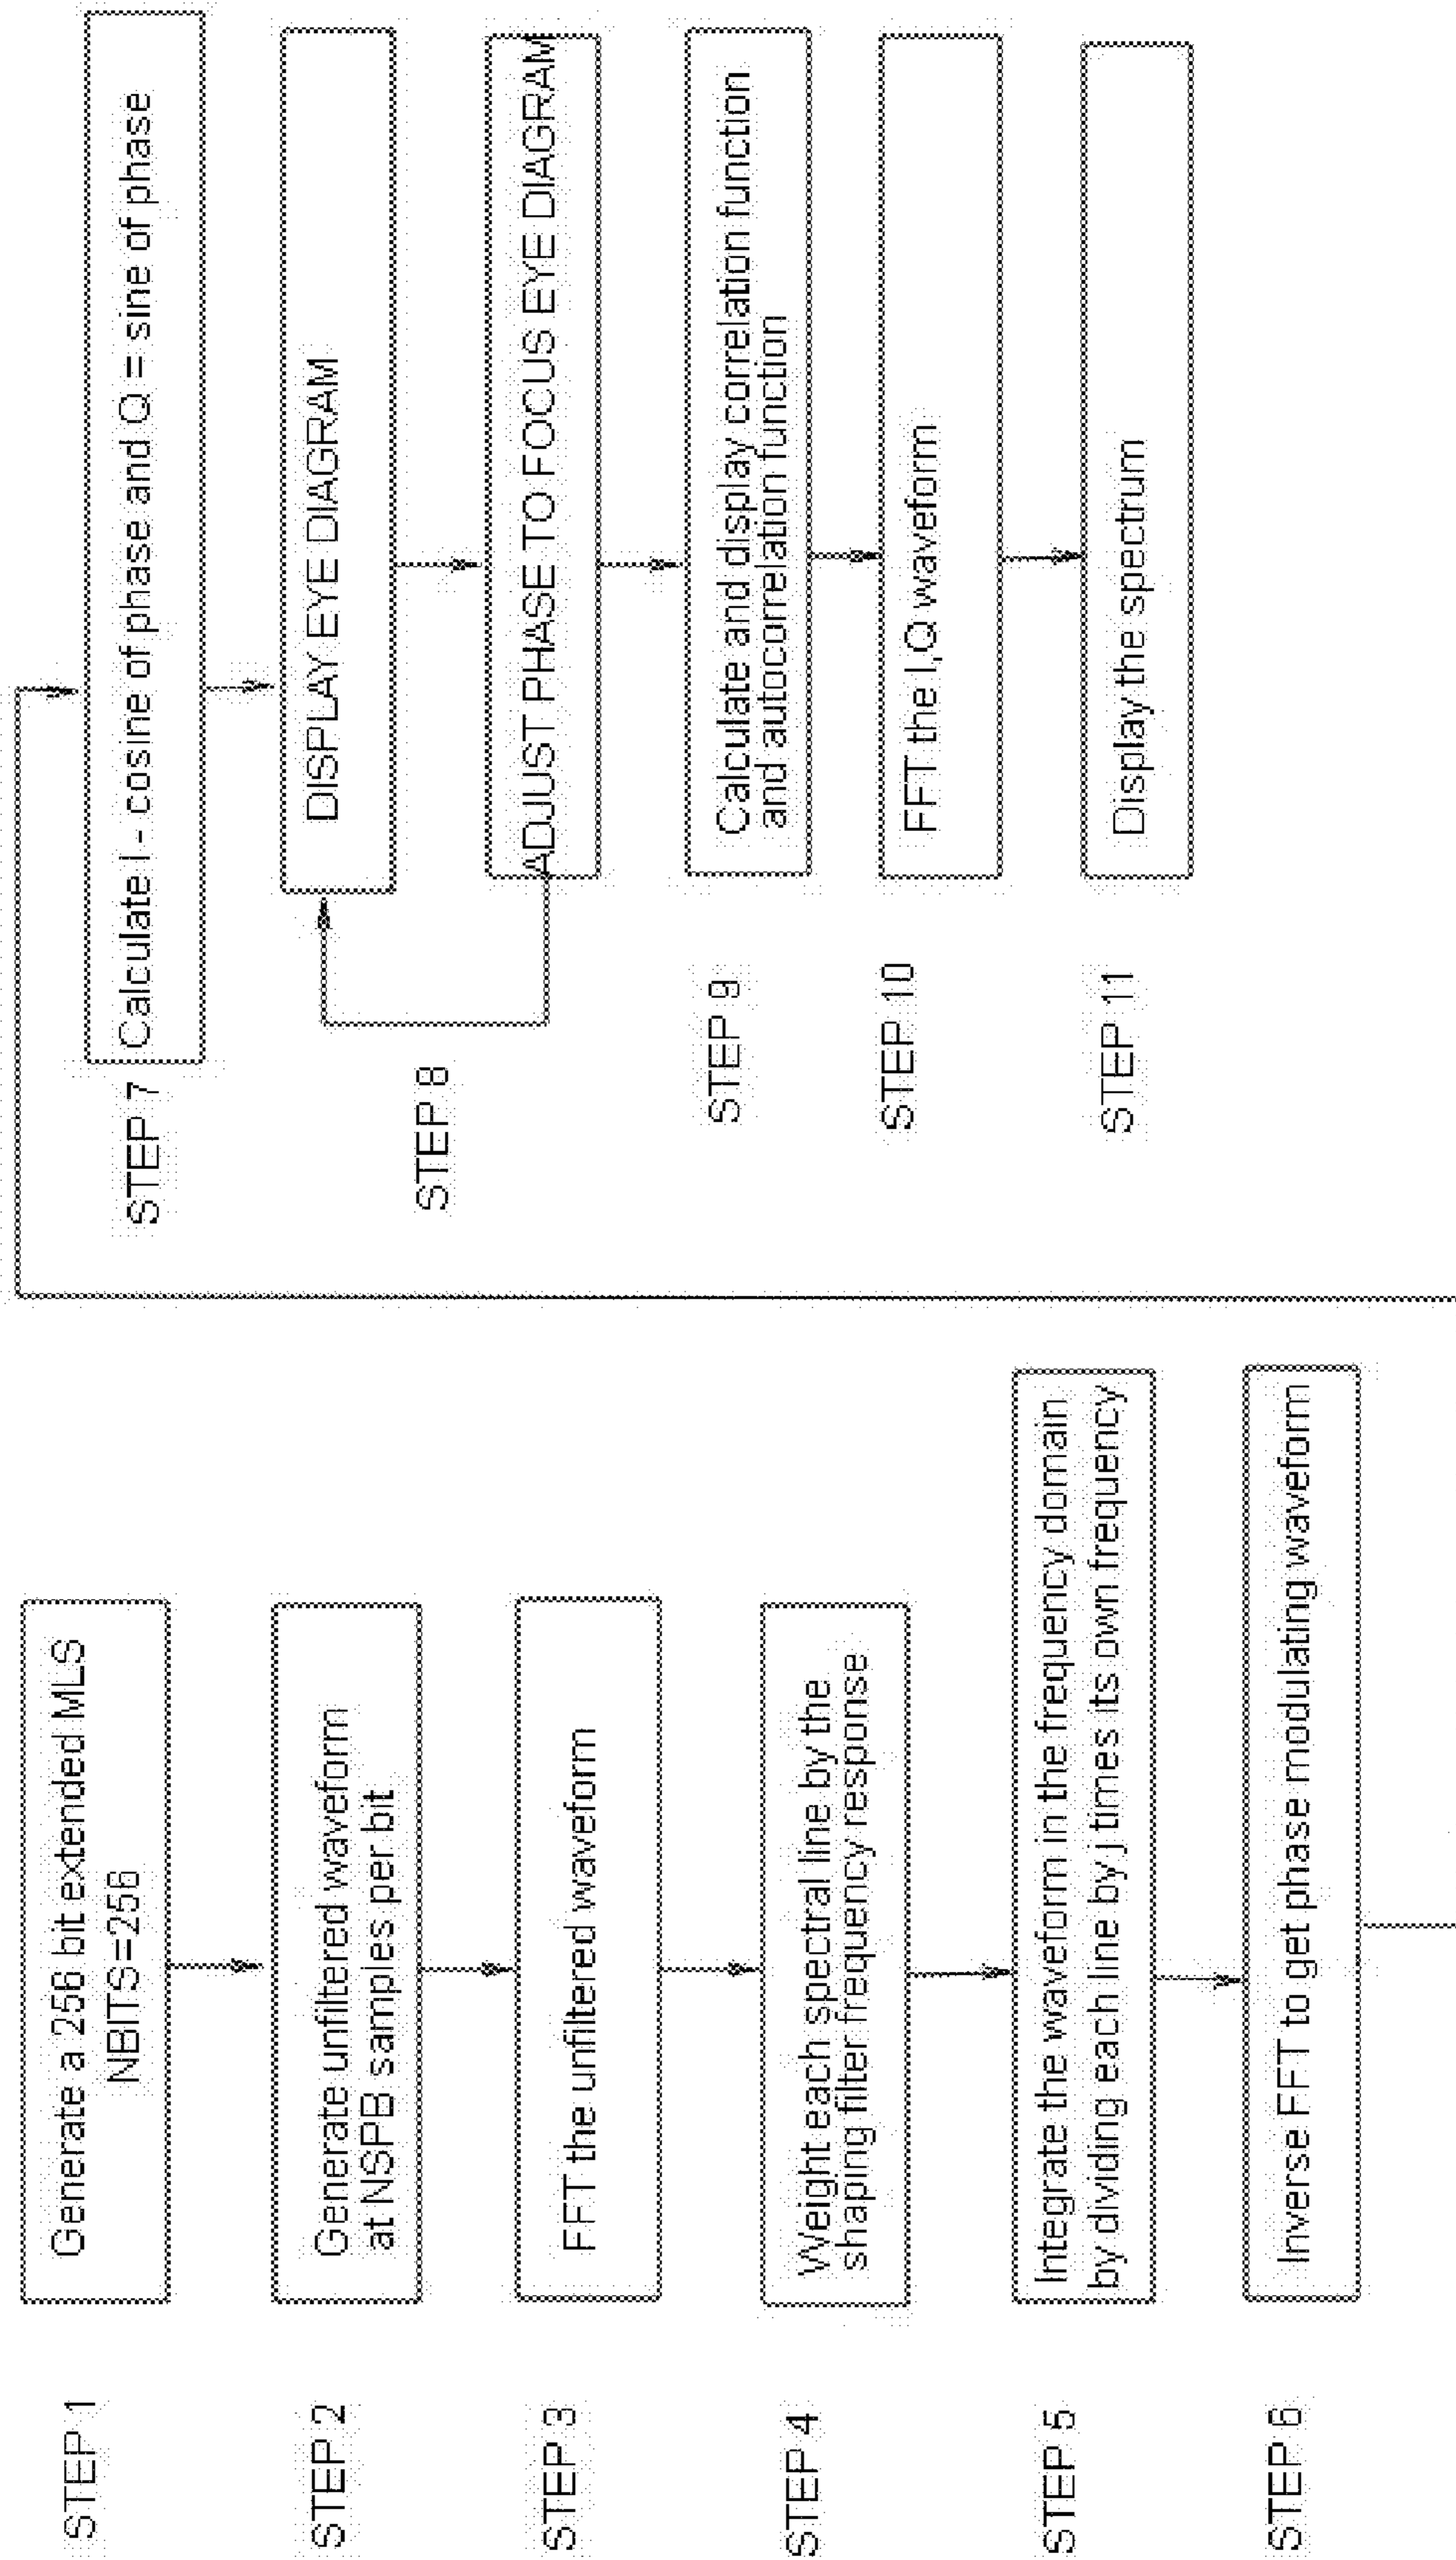 STEP 1
Generate a 256 bit extended MLS
NBITS=256
STEP 2
Generate unfiltered waveform
at NSPB samples per bit
STEP 3
FFT the unfiltered waveform
STEP 4
Weight each spectral line by the
shaping filter frequency response
STEP 5
Integrate the waveform in the frequency domain
by dividing each line by j times its own frequency
STEP 6
Inverse FFT to get phase modulating waveform
STEP 7
Calculate I - cosine of phase and Q = sine of phase
STEP 8
DISPLAY EYE DIAGRAM
ADJUST PHASE TO FOCUS EYE DIAGRAM
STEP 9
Calculate and display correlation function
and autocorrelation function
STEP 10
FFT the I,Q waveform
STEP 11
Display the spectrum